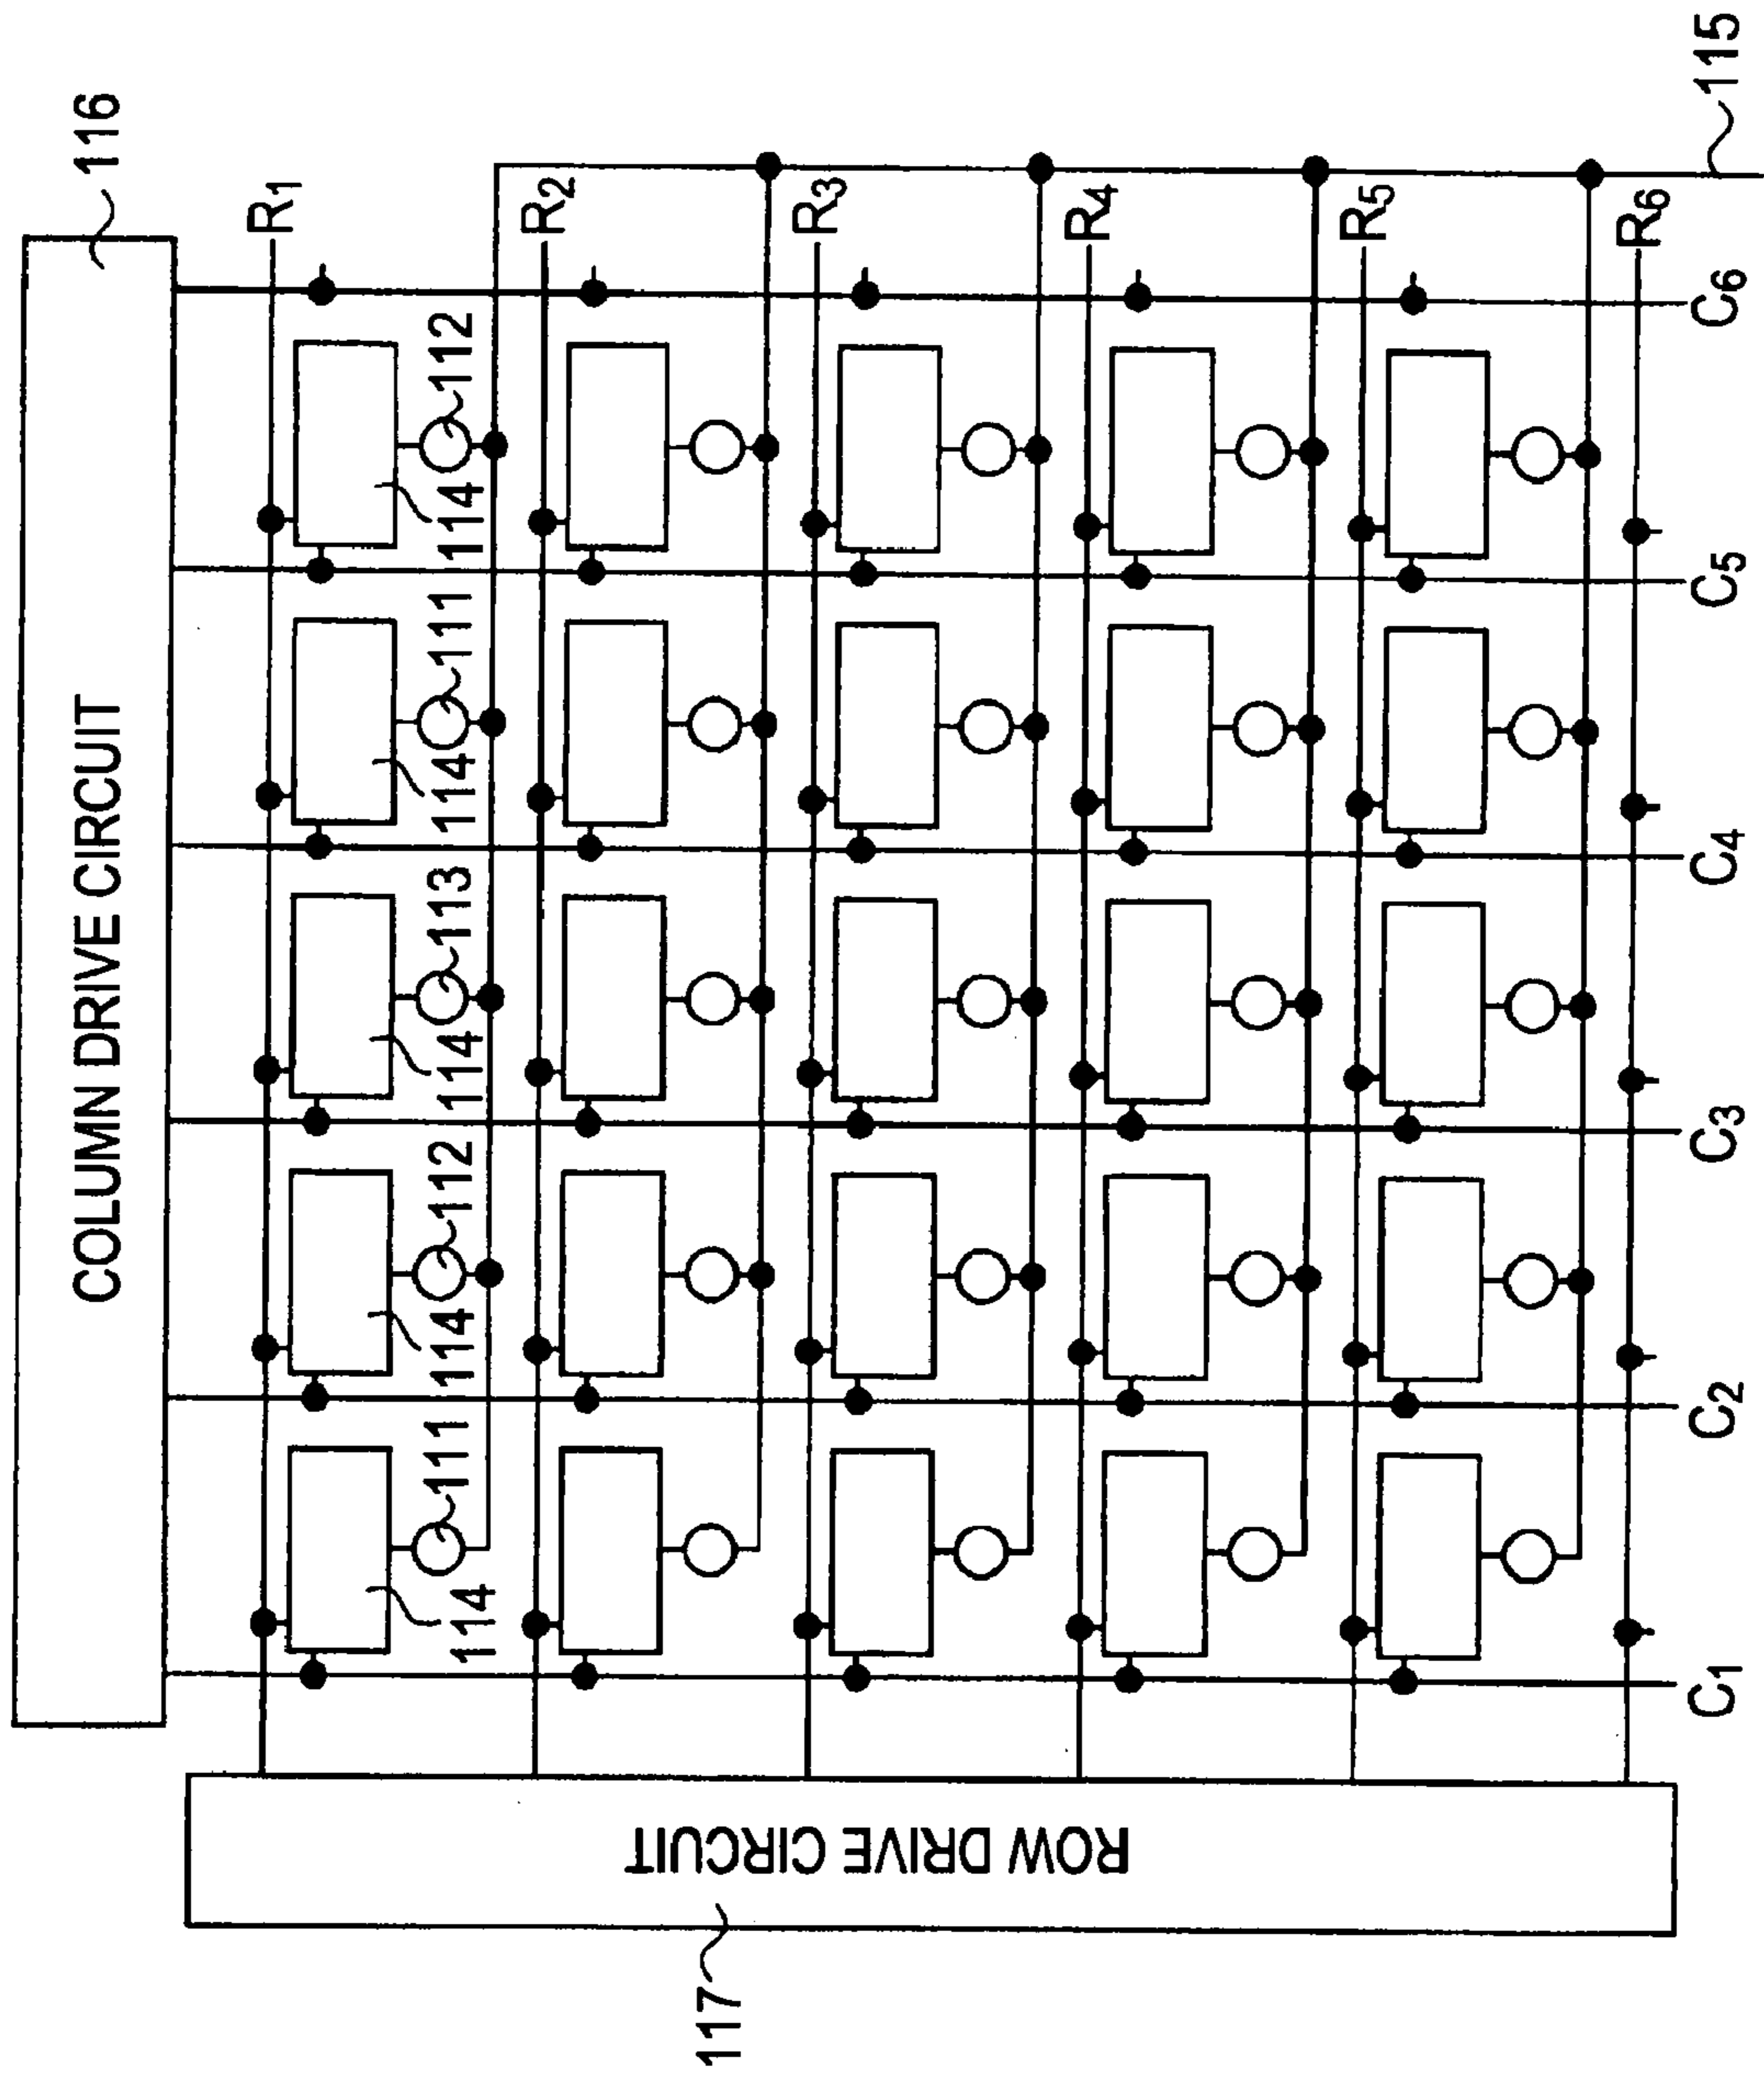 116
COLUMN DRIVE CIRCUIT
R1
114 111 114 112 114 113 114 111 114 112
R2
R3
R4
R5
R6
C1 C2 C3 C4 C5 C6
115
ROW DRIVE CIRCUIT
117